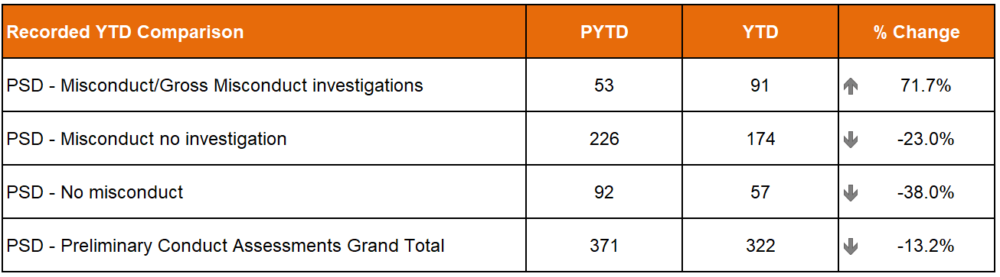 Recorded YTD Comparison PYTD YTD % Change
PSD - Misconduct/Gross Misconduct investigations 53 91 71.7%
PSD - Misconduct no investigation 226 174 -23.0%
PSD - No misconduct 92 57 -38.0%
PSD - Preliminary Conduct Assessments Grand Total 371 322 -13.2%